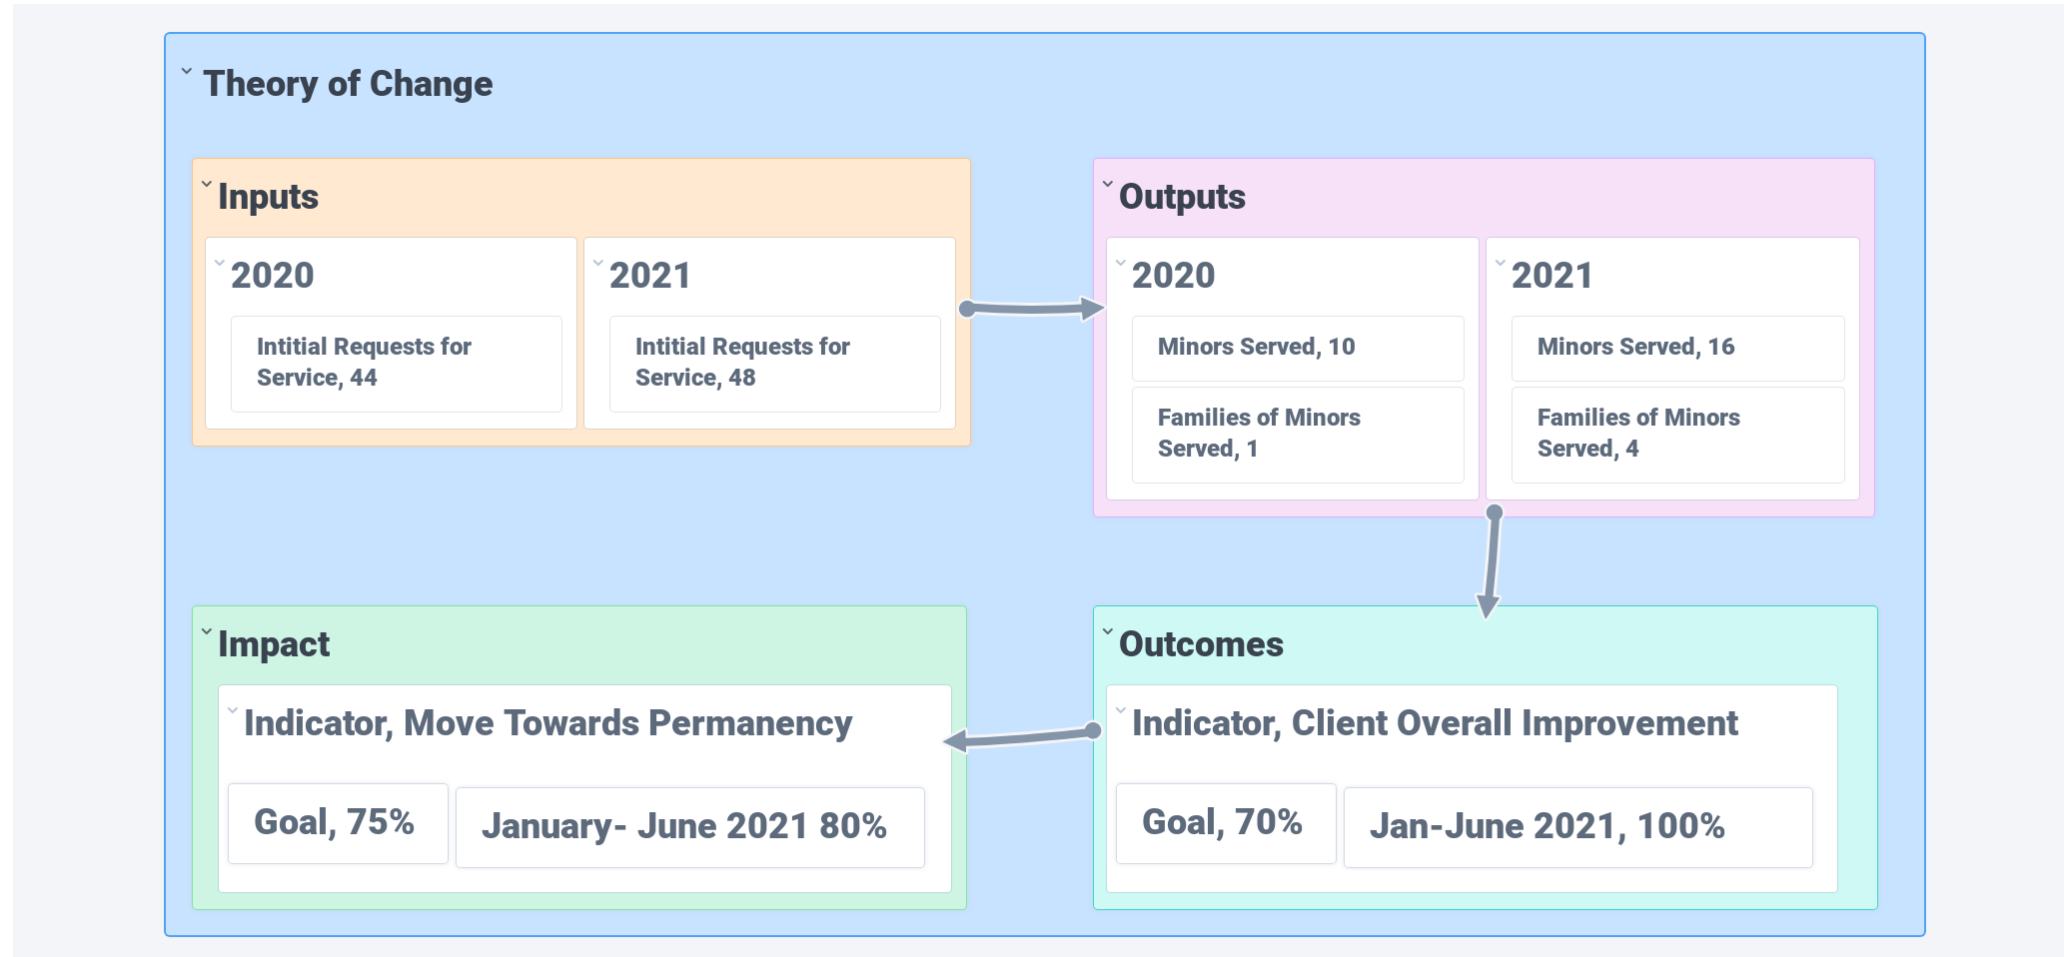 Theory of Change
Inputs
2020
Intitial Requests for
Service, 44
2021
Intitial Requests for
Service, 48
Outputs
2020
Minors Served, 10
Families of Minors
Served, 1
2021
Minors Served, 16
Families of Minors
Served, 4
Impact
Indicator, Move Towards Permanency
Goal, 75%
January- June 2021 80%
Outcomes
Indicator, Client Overall Improvement
Goal, 70%
Jan-June 2021, 100%